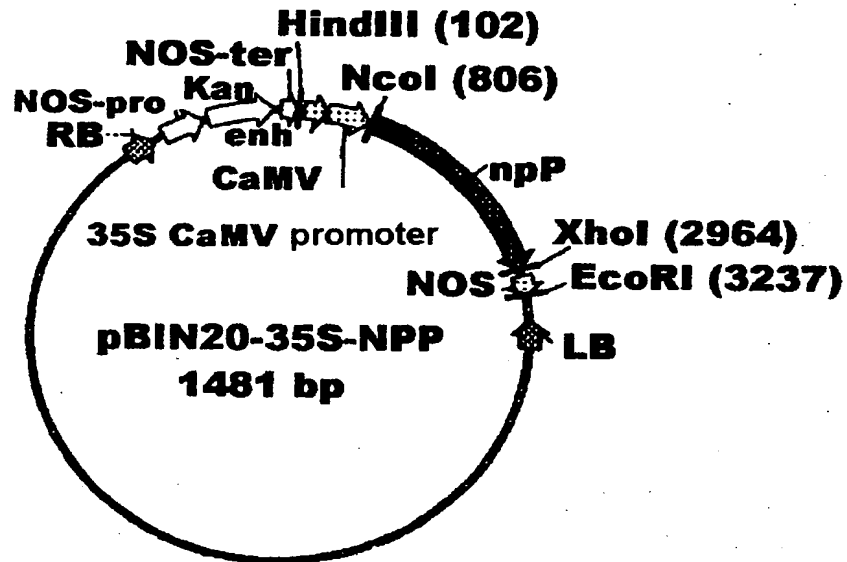 HindIII (102)
NOS-ter
NcoI (806)
Kan
NOS-pro
enh
RB
npP
CaMV
35S CaMV promoter
XhoI (2964)
NOS
EcoRI (3237)
pBIN20-35S-NPP
LB
1481 bp